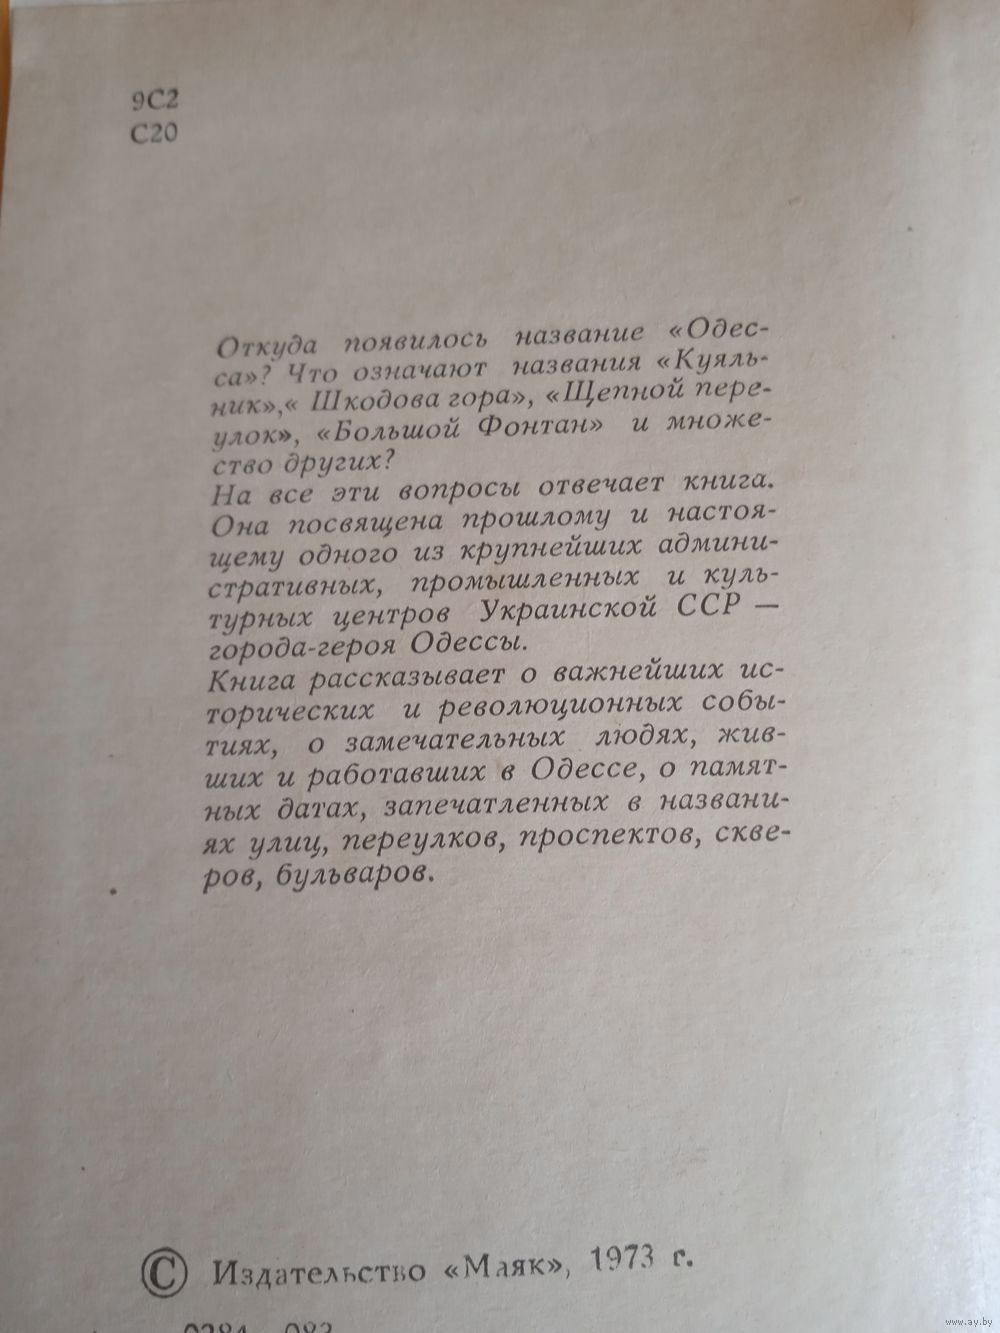 9С2
С20
Откуда появилось название «Одес-
са»? Что означают названия «Куяль-
ник»,« Шкодова гора», «Щепной пере-
улок», «Большой Фонтан» и множе-
ство других?
На все эти вопросы отвечает книга.
Она посвящена прошлому и настоя-
щему одного из крупнейших админи-
стративных, промышленных и куль-
турных центров Украинской ССР —
города-героя Одессы.
Книга рассказывает о важнейших ис-
торических и революционных собы-
тиях, о замечательных людях, жив-
ших и работавших в Одессе, о памят-
ных датах, запечатленных в названи-
ях улиц, переулков, проспектов, скве-
ров, бульваров.
© Издательство «Маяк», 1973 г.
www.ay.by